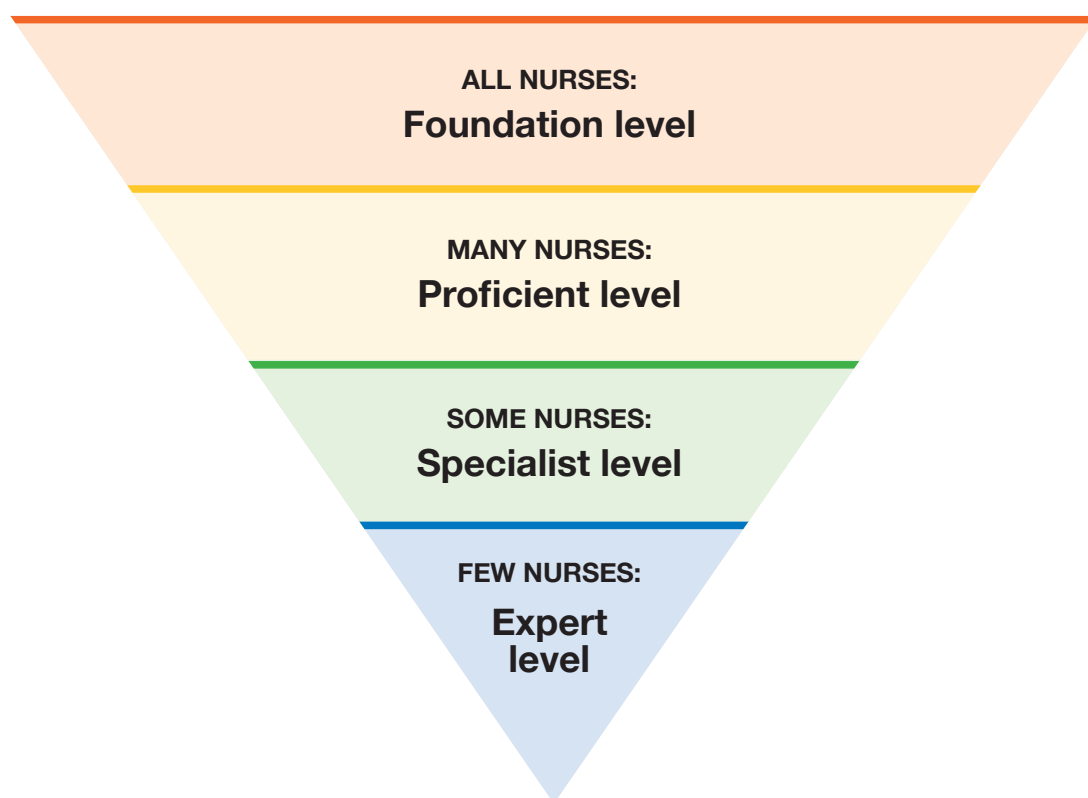 ALL NURSES:
Foundation level
MANY NURSES:
Proficient level
SOME NURSES:
Specialist level
FEW NURSES:
Expert
level